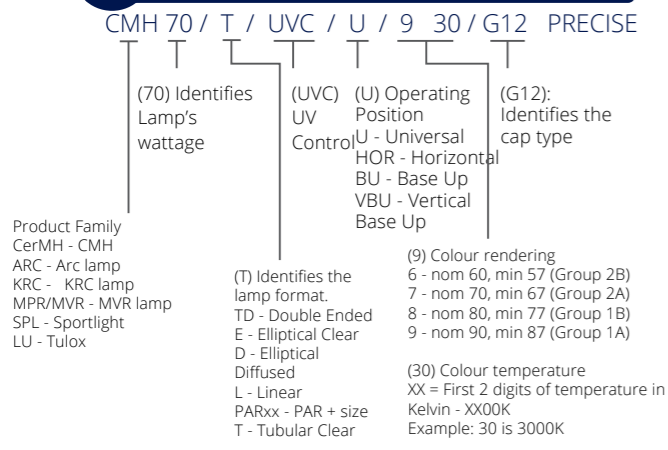 CMH 70 / T / UVC / U / 9 30 / G12 PRECISE
(70) Identifies
Lamp's
wattage
(UVC)
UV
Control
(U) Operating
Position
U - Universal
HOR - Horizontal
BU - Base Up
VBU - Vertical
Base Up
(G12):
Identifies the
cap type
Product Family
CerMH - CMH
ARC - Arc lamp
KRC - KRC lamp
MPR/MVR - MVR lamp
SPL - Sportlight
LU - Tulox
(T) Identifies the
lamp format.
TD - Double Ended
E - Elliptical Clear
D - Elliptical
Diffused
L - Linear
PARxx - PAR + size
T - Tubular Clear
(9) Colour rendering
6 - nom 60, min 57 (Group 2B)
7 - nom 70, min 67 (Group 2A)
8 - nom 80, min 77 (Group 1B)
9 - nom 90, min 87 (Group 1A)
(30) Colour temperature
XX = First 2 digits of temperature in
Kelvin - XX00K
Example: 30 is 3000K